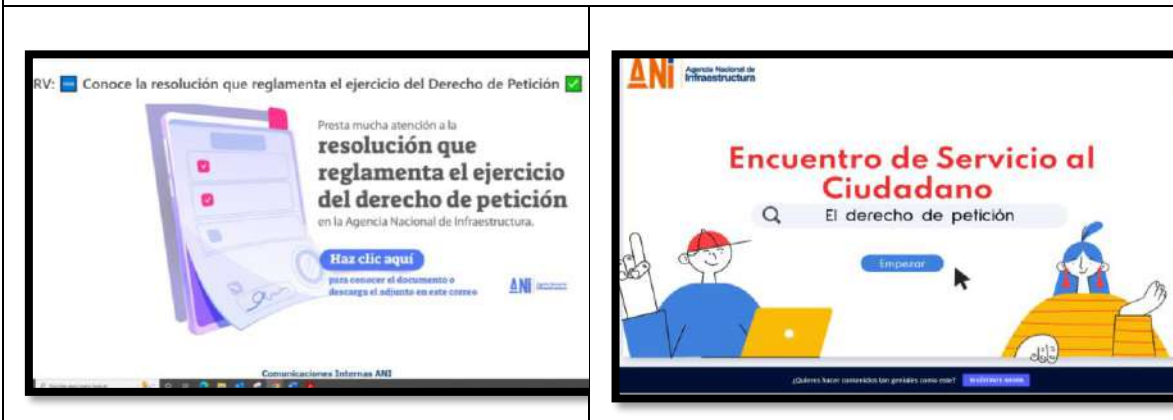 RV: Conoce la resolución que reglamenta el ejercicio del Derecho de Petición
Presta mucha atención a la
resolución que
reglamenta el ejercicio
del derecho de petición
en la Agencia Nacional de Infraestructura.
Haz clic aquí
para conocer el documento o
descarga el adjunto en este correo
ANI
Comunicaciones Internas ANI
ANI Agencia Nacional de
Infraestructura
Encuentro de Servicio al
Ciudadano
El derecho de petición
Empezar
¿Quieres hacer contenidos tan geniales como este?